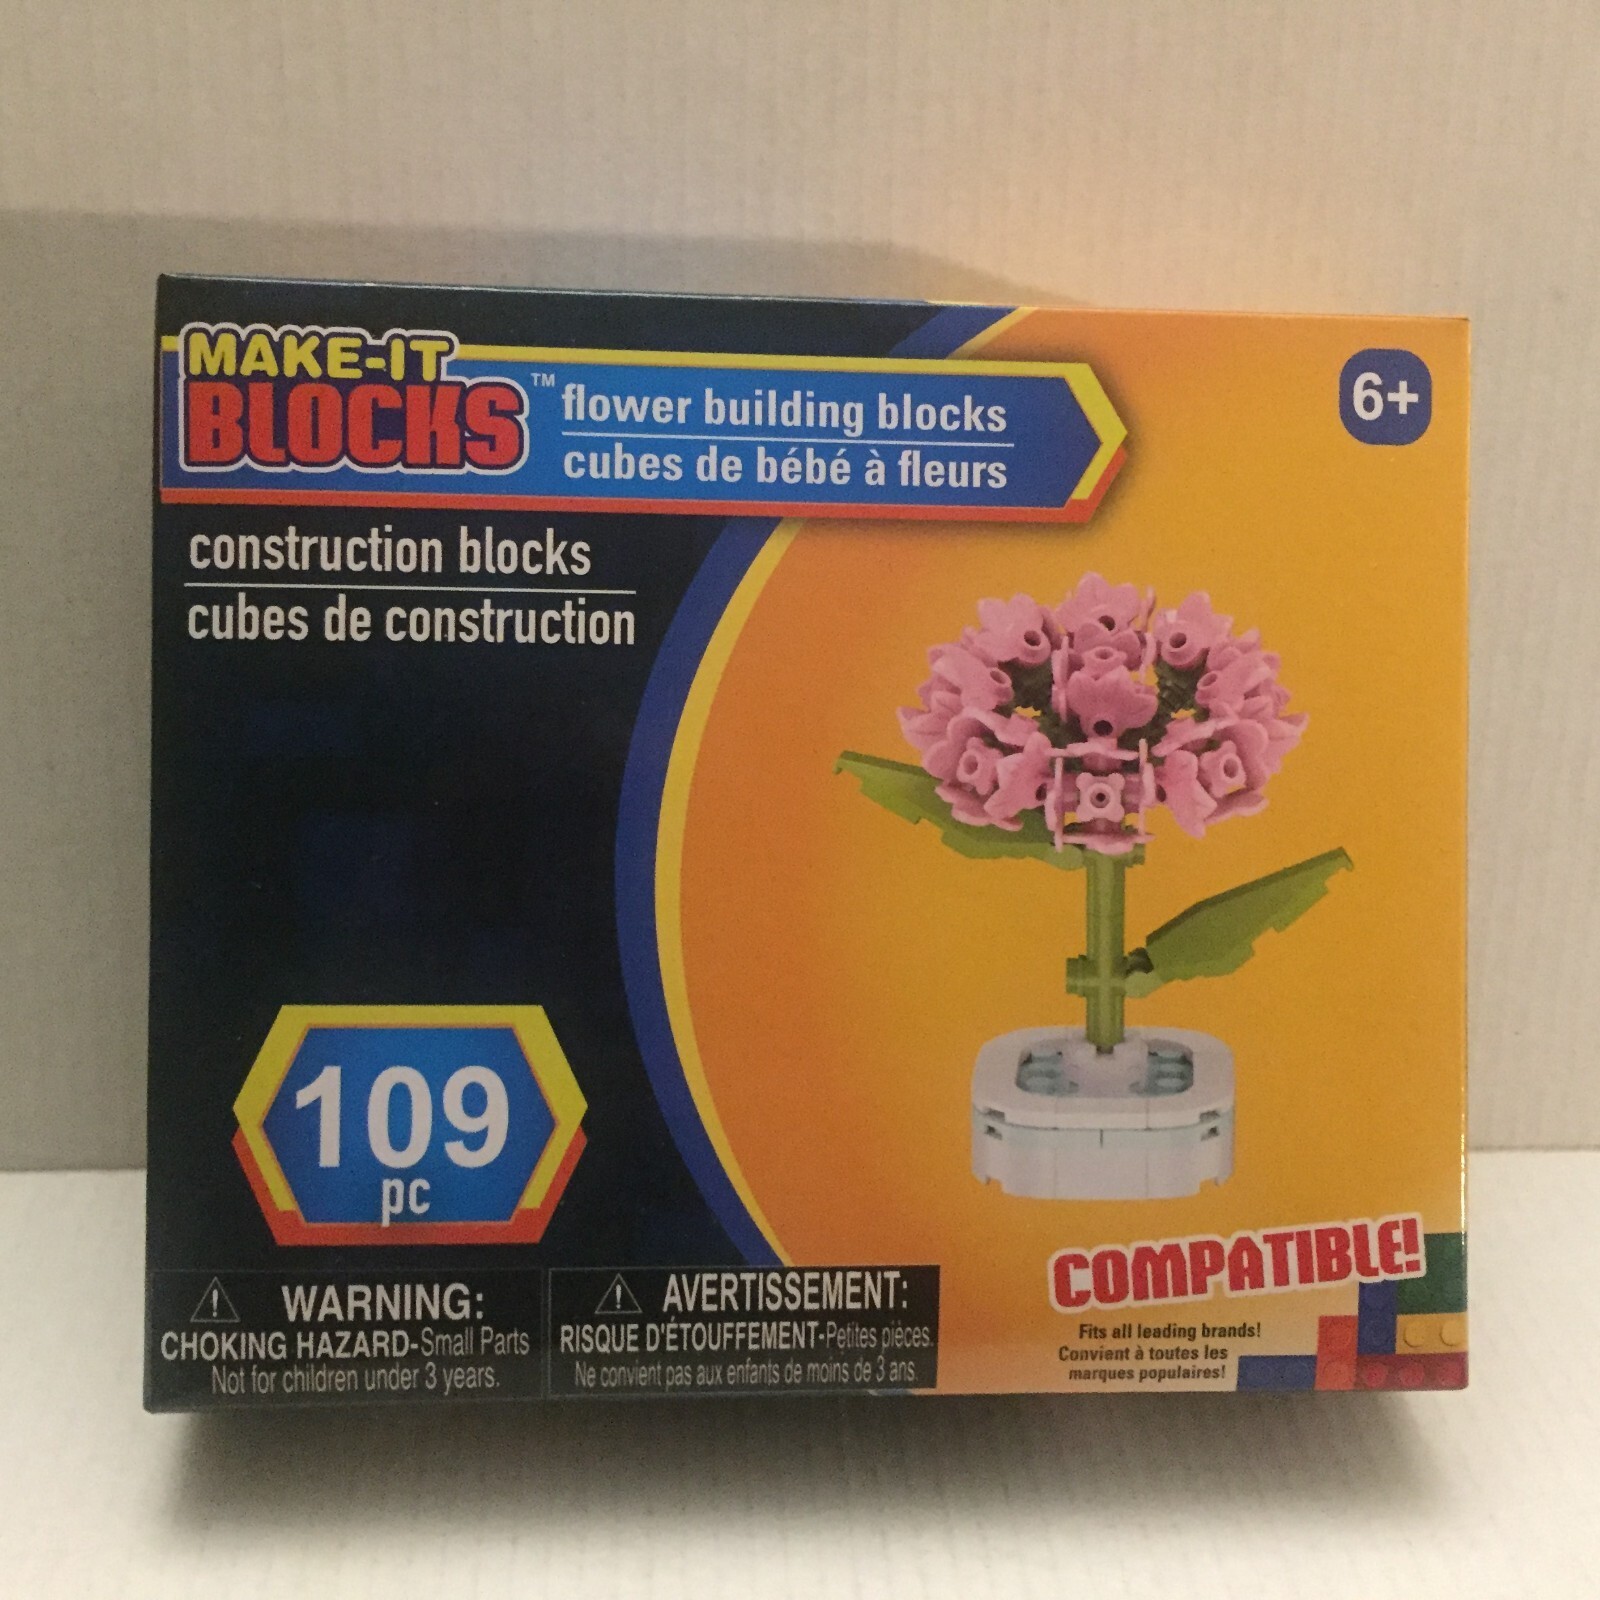 MAKE-IT
BLOCKS™
flower building blocks
cubes de bébé à fleurs
6+
construction blocks
cubes de construction
109
pc
WARNING:
CHOKING HAZARD-Small Parts
Not for children under 3 years.
AVERTISSEMENT:
RISQUE D'ÉTOUFFEMENT-Petites pièces.
Ne convient pas aux enfants de moins de 3 ans.
COMPATIBLE!
Fits all leading brands!
Convient à toutes les
marques populaires!